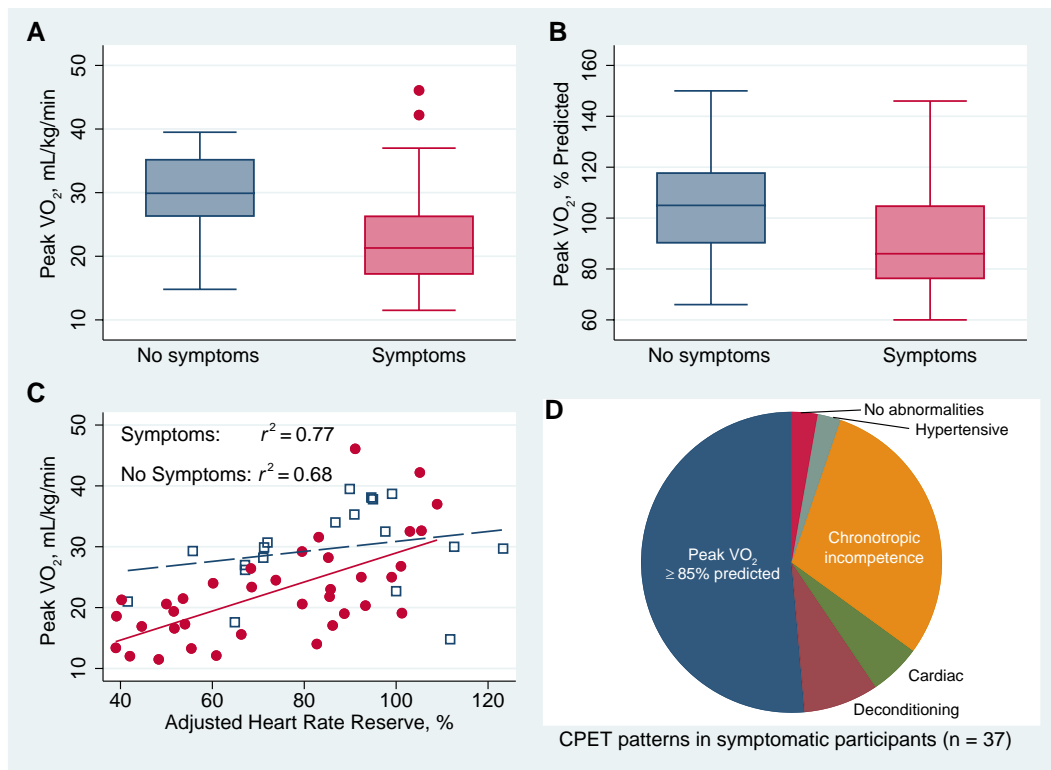 A
Peak VO₂, mL/kg/min
50
40
30
20
10
No symptoms
Symptoms
B
Peak VO₂, % Predicted
160
140
120
100
80
60
No symptoms
Symptoms
C
Peak VO₂, mL/kg/min
50
40
30
20
10
Symptoms: r² = 0.77
No Symptoms: r² = 0.68
40 60 80 100 120
Adjusted Heart Rate Reserve, %
D
No abnormalities
Hypertensive
Chronotropic
incompetence
Peak VO₂
≥ 85% predicted
Cardiac
Deconditioning
CPET patterns in symptomatic participants (n = 37)